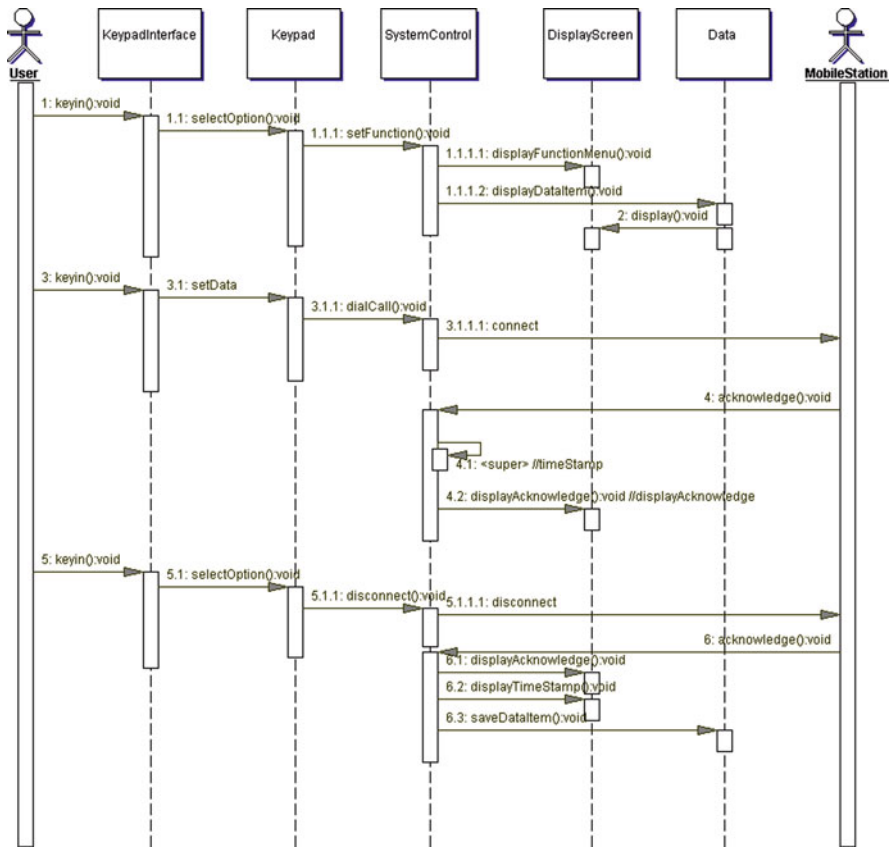 KeypadInterface
Keypad
SystemControl
DisplayScreen
Data
User
MobileStation
1: keyin():void
1.1: selectOption():void
1.1.1: setFunction():void
1.1.1.1: displayFunctionMenu():void
1.1.1.2: displayDataItem():void
2: display():void
3: keyin():void
3.1: setData
3.1.1: dialCall():void
3.1.1.1: connect
4: acknowledge():void
4.1: <super> //timeStamp
4.2: displayAcknowledge():void //displayAcknowledge
5: keyin():void
5.1: selectOption():void
5.1.1: disconnect():void
5.1.1.1: disconnect
6: acknowledge():void
6.1: displayAcknowledge():void
6.2: displayTimeStamp():void
6.3: saveDataItem():void